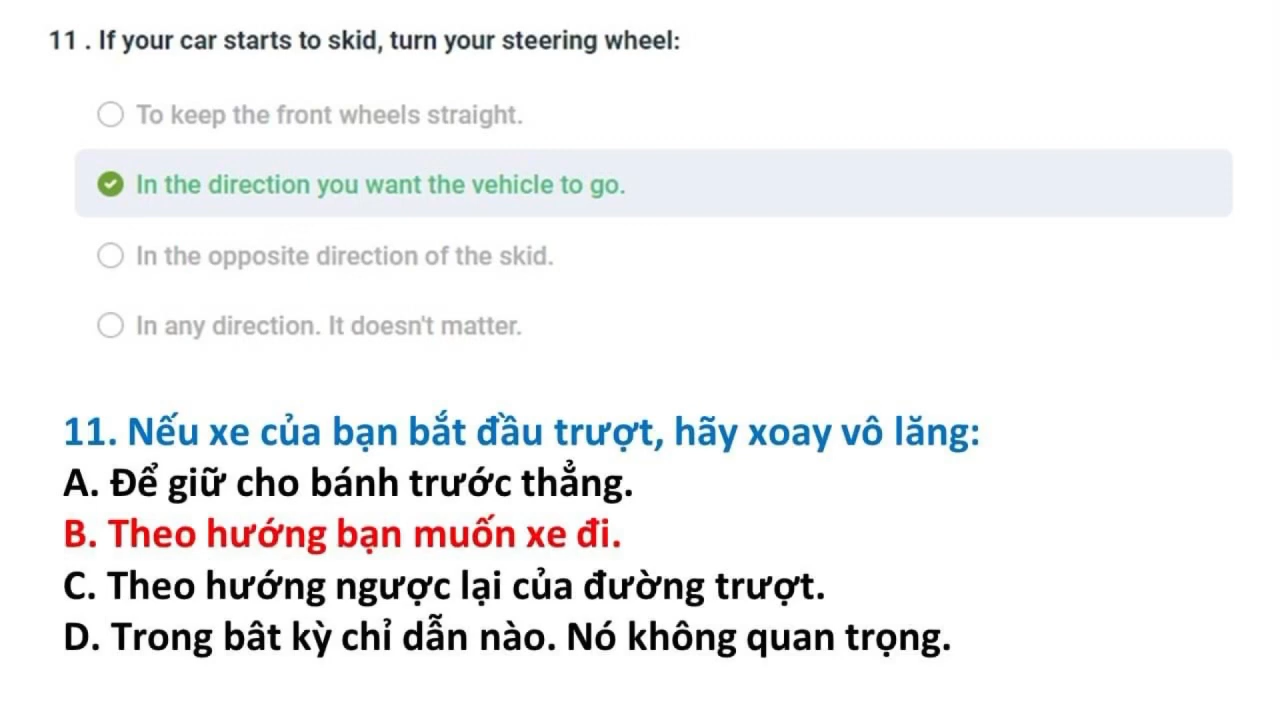 11 . If your car starts to skid, turn your steering wheel:
To keep the front wheels straight.
In the direction you want the vehicle to go.
In the opposite direction of the skid.
In any direction. It doesn't matter.
11. Nếu xe của bạn bắt đầu trượt, hãy xoay vô lăng:
A. Để giữ cho bánh trước thẳng.
B. Theo hướng bạn muốn xe đi.
C. Theo hướng ngược lại của đường trượt.
D. Trong bât kỳ chỉ dẫn nào. Nó không quan trọng.